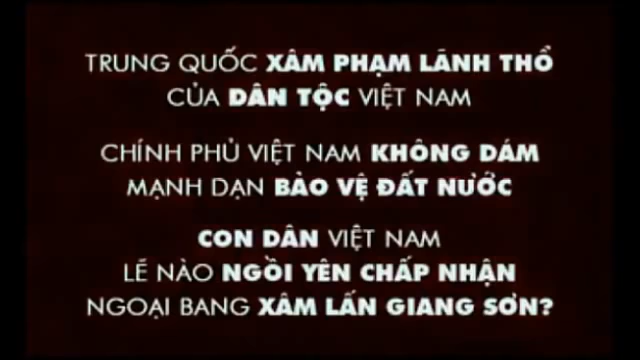 TRUNG QUỐC XÂM PHẠM LÃNH THỔ
CỦA DÂN TỘC VIỆT NAM
CHÍNH PHỦ VIỆT NAM KHÔNG DÁM
MẠNH DẠN BÀO VỆ ĐẤT NƯỚC
CON DÂN VIỆT NAM
LẼ NÀO NGỒI YÊN CHẤP NHẬN
NGOẠI BANG XÂM LẤN GIANG SƠN?